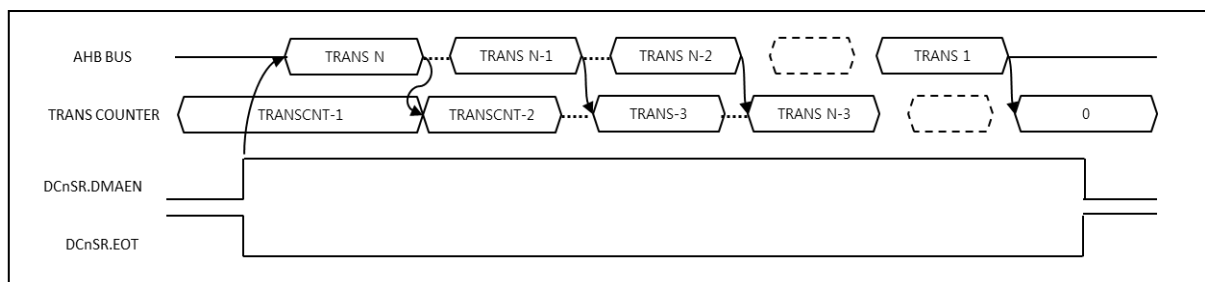 AHB BUS TRANS N TRANS N-1 TRANS N-2 TRANS 1
TRANS COUNTER TRANSCNT-1 TRANSCNT-2 TRANS-3 TRANS N-3 0
DCnSR.DMAEN
DCnSR.EOT